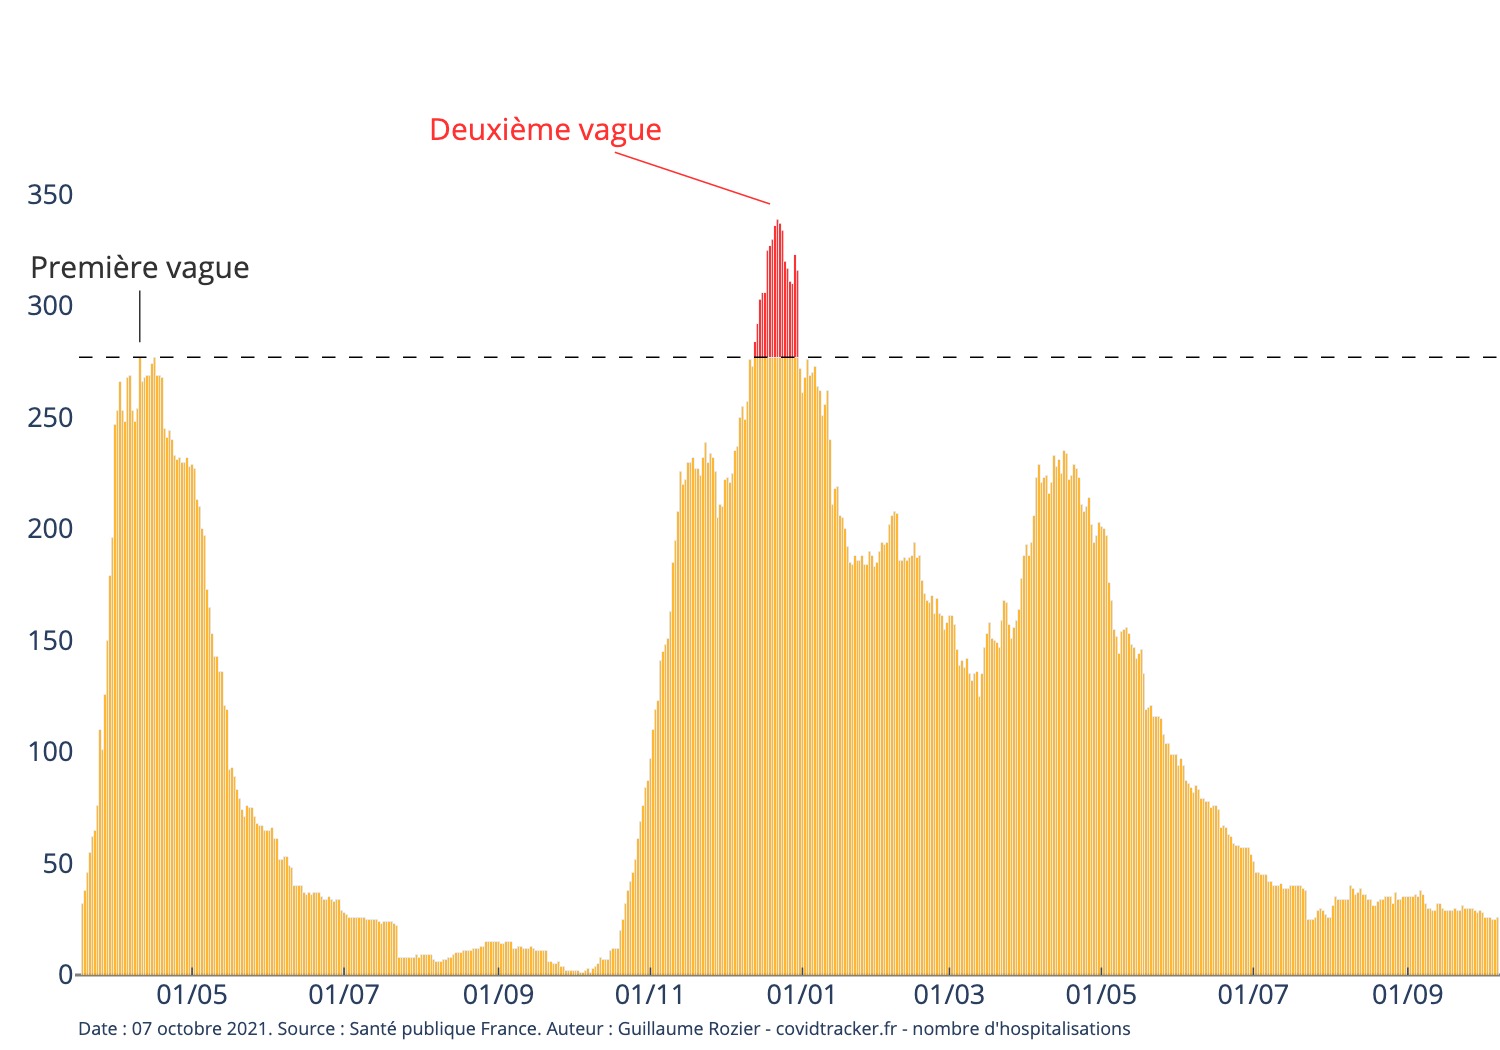 Deuxième vague
350
Première vague
300
250
200
150
100
50
0
01/05 01/07 01/09 01/11 01/01 01/03 01/05 01/07 01/09
Date : 07 octobre 2021. Source : Santé publique France. Auteur : Guillaume Rozier - covidtracker.fr - nombre d'hospitalisations